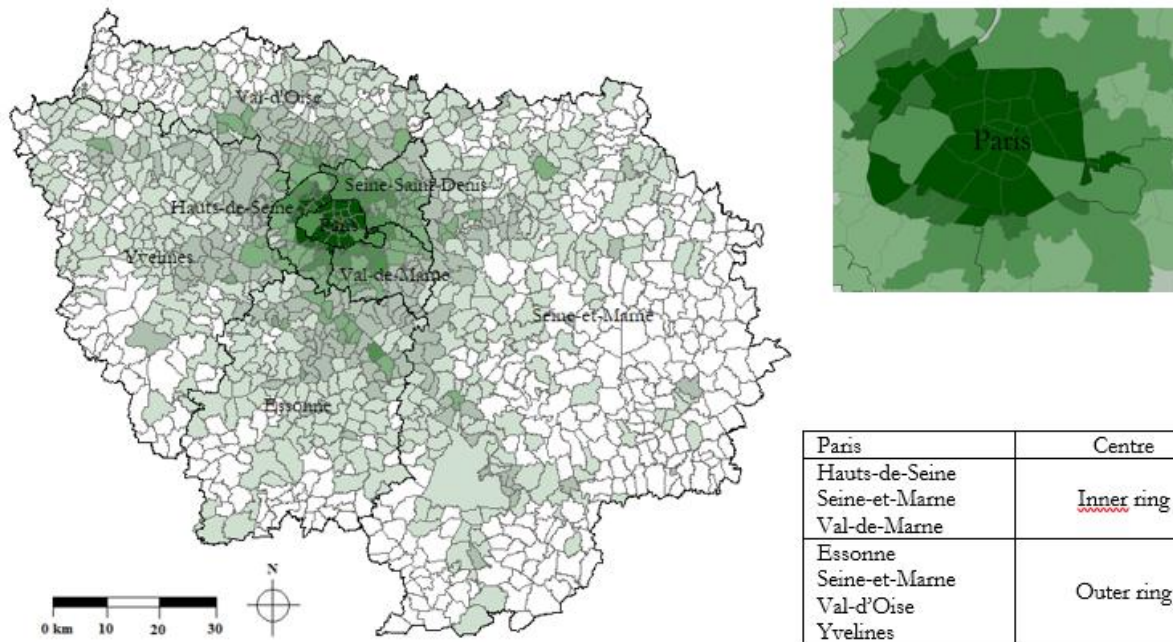 Val-d'Oise
Seine-Saint-Denis
Hauts-de-Seine
Paris
Yvelines
Val-de-Marne
Seine-et-Marne
Essonne
N
0 km 10 20 30
Paris
Paris Centre
Hauts-de-Seine
Seine-et-Marne Inner ring
Val-de-Marne
Essonne
Seine-et-Marne Outer ring
Val-d'Oise
Yvelines